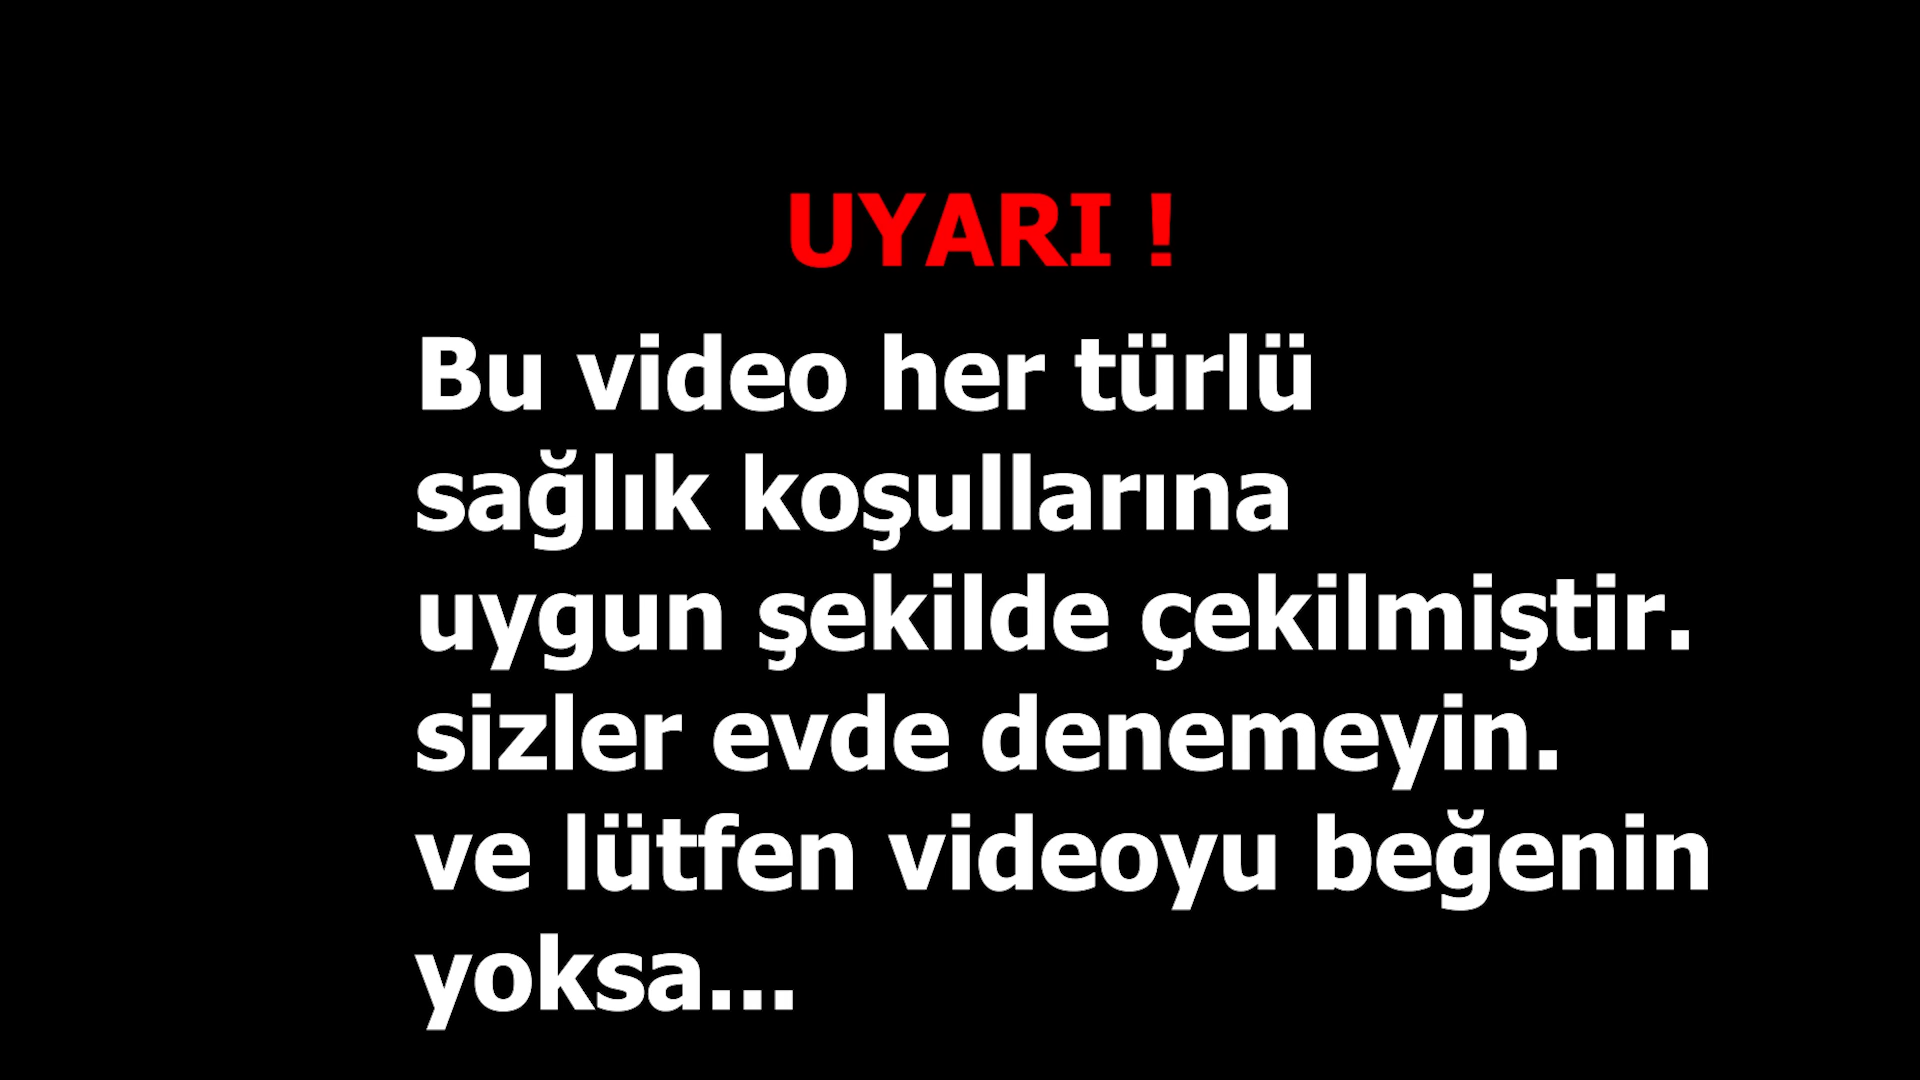 UYARI !
Bu video her türlü
sağlık koşullarına
uygun şekilde çekilmiştir.
sizler evde denemeyin.
ve lütfen videoyu beğenin
yoksa...